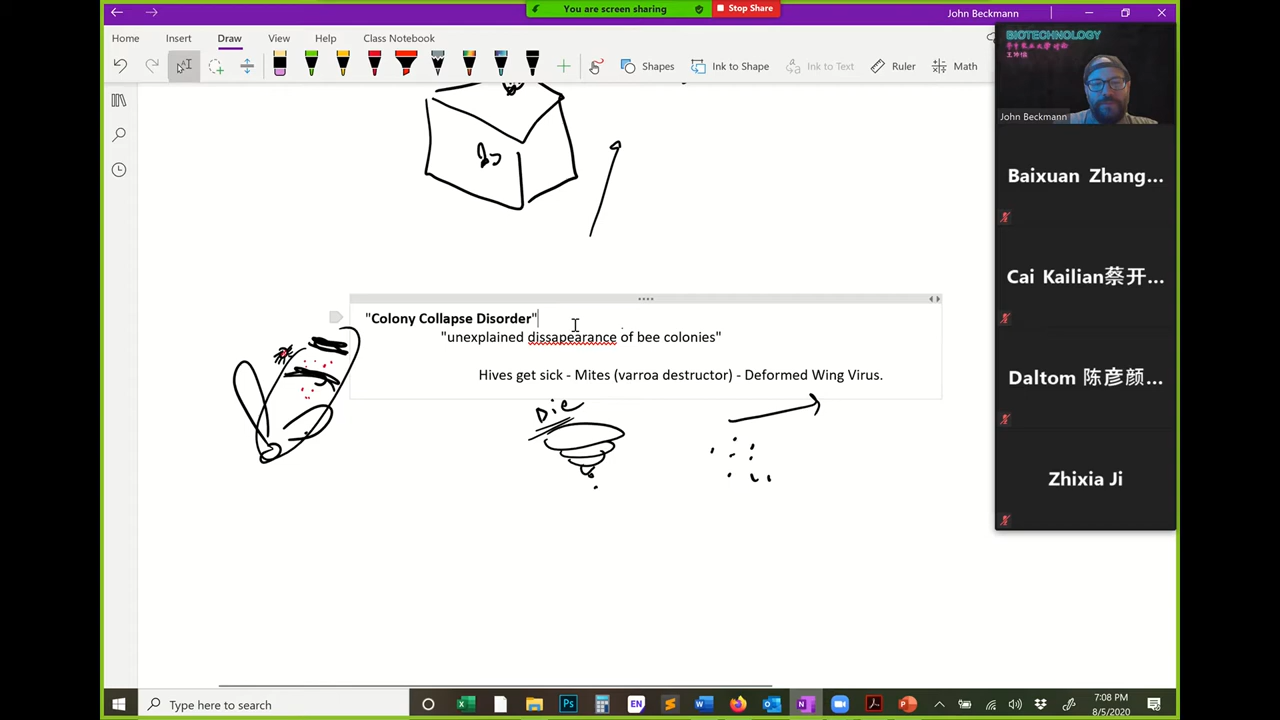 You are screen sharing
Stop Share
John Beckmann
Home
Insert
Draw
View
Help
Class Notebook
Shapes
Ink to Shape
Ink to Text
Ruler
Math
BIOTECHNOLOGY
John Beckmann
Baixuan Zhang...
Cai Kailian蔡开...
Daltom 陈彦颜...
Zhixia Ji
"Colony Collapse Disorder"
"unexplained dissapearance of bee colonies"
Hives get sick - Mites (varroa destructor) - Deformed Wing Virus.
Die
Type here to search
EN
7:08 PM
8/5/2020